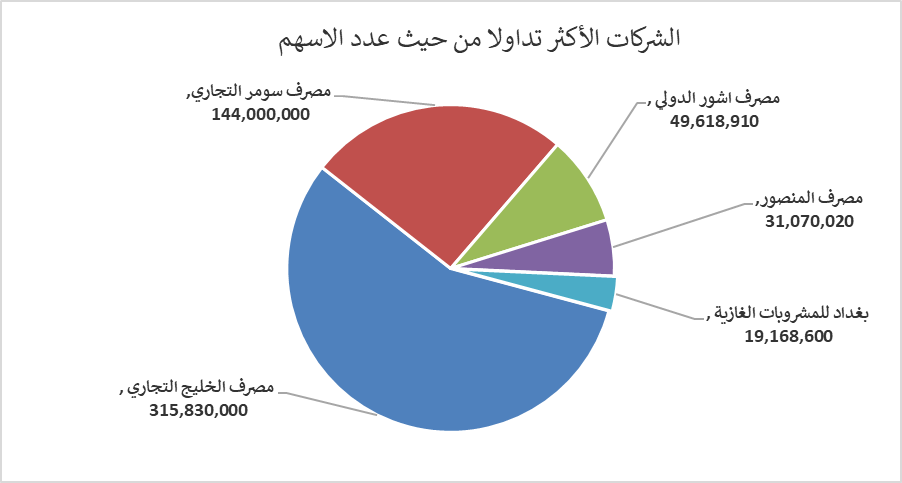 الشركات الأكثر تداولا من حيث عدد الاسهم
مصرف اشور الدولي ,
49,618,910
مصرف سومر التجاري,
144,000,000
مصرف المنصور,
31,070,020
بغداد للمشروبات الغازية ,
19,168,600
مصرف الخليج التجاري ,
315,830,000